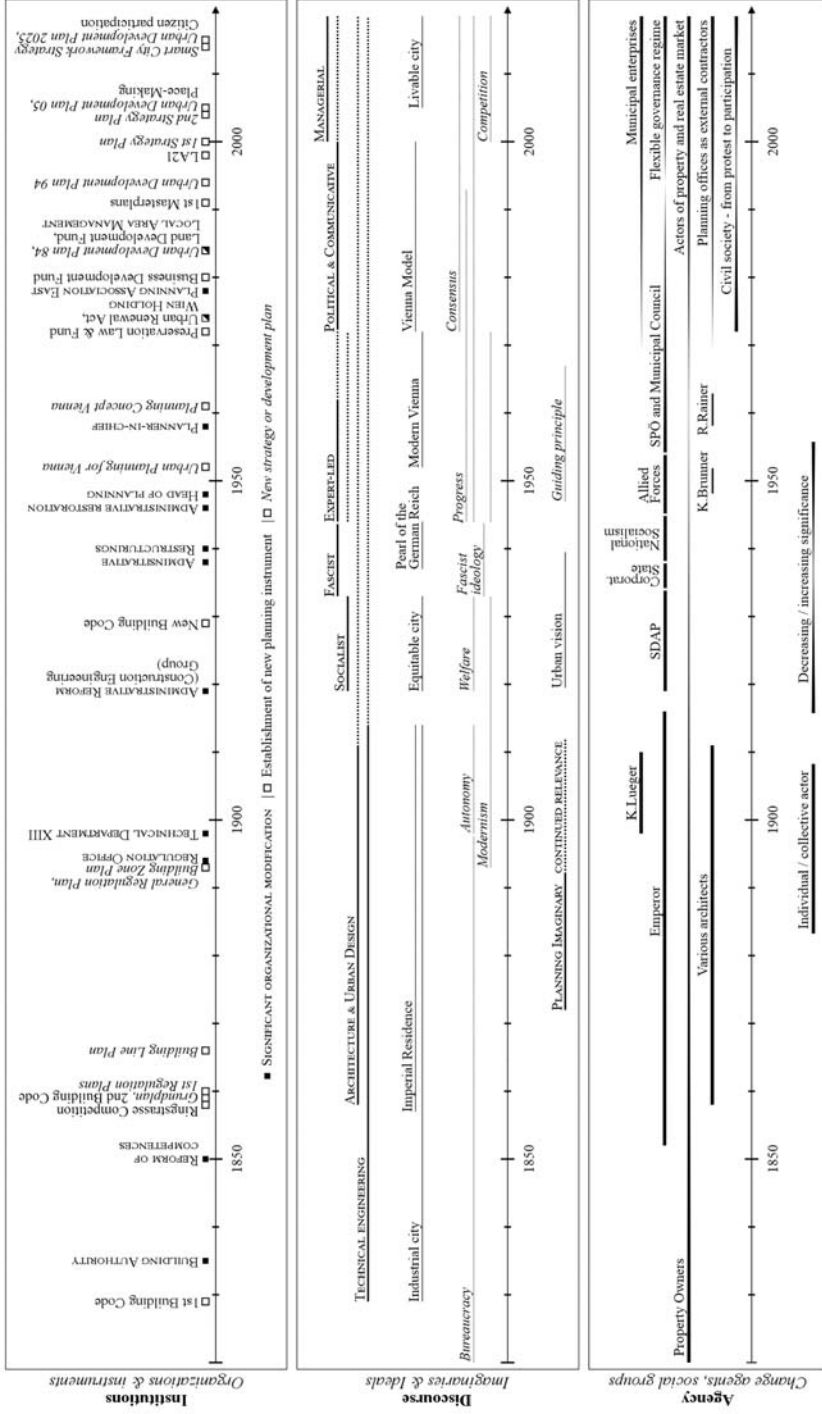 Institutions
Organizations & instruments
1st Building Code
BUILDING AUTHORITY
REFORM OF
COMPETENCES
Ringstrasse Competition
Grundplan, 2nd Building Code
1st Regulation Plans
Building Line Plan
General Regulation Plan,
Building Zone Plan
REGULATION OFFICE
TECHNICAL DEPARTMENT XIII
ADMINISTRATIVE REFORM
(Construction Engineering
Group)
New Building Code
ADMINISTRATIVE
RESTRUCTURINGS
ADMINSTRATIVE RESTORATION
HEAD OF PLANNING
Urban Planning for Vienna
PLANNER-IN-CHIEF
Planning Concept Vienna
Preservation Law & Fund
Urban Renewal Act,
WIEN HOLDING
PLANNING ASSOCIATION EAST
Business Development Fund
Urban Development Plan 84,
Land Development Fund,
LOCAL AREA MANAGEMENT
1st Masterplans
Urban Development Plan 94
LA21
1st Strategy Plan
2nd Strategy Plan
Urban Development Plan 05,
Place-Making
Smart City Framework Strategy
Urban Development Plan 2025,
Citizen participation
1850 1900 1950 2000
SIGNIFICANT ORGANIZATIONAL MODIFICATION | Establishment of new planning instrument | New strategy or development plan
Discourse
Imaginaries & Ideals
TECHNICAL ENGINEERING
ARCHITECTURE & URBAN DESIGN
SOCIALIST
FASCIST
EXPERT-LED
POLITICAL & COMMUNICATIVE
MANAGERIAL
Industrial city
Imperial Residence
Equitable city
Pearl of the
German Reich
Modern Vienna
Vienna Model
Livable city
Bureaucracy
Autonomy
Modernism
Welfare
Fascist
ideology
Progress
Consensus
Competition
1850 1900 1950 2000
PLANNING IMAGINARY CONTINUED RELEVANCE
Urban vision
Guiding principle
Agency
Change agents, social groups
Property Owners
Emperor
Various architects
K.Lueger
SDAP
Corporat.
State
National
Socialism
Allied
Forces
SPÖ and Municipal Council
K.Brunner
R.Rainer
Municipal enterprises
Flexible governance regime
Actors of property and real estate market
Planning offices as external contractors
Civil society - from protest to participation
1850 1900 1950 2000
Individual / collective actor
Decreasing / increasing significance